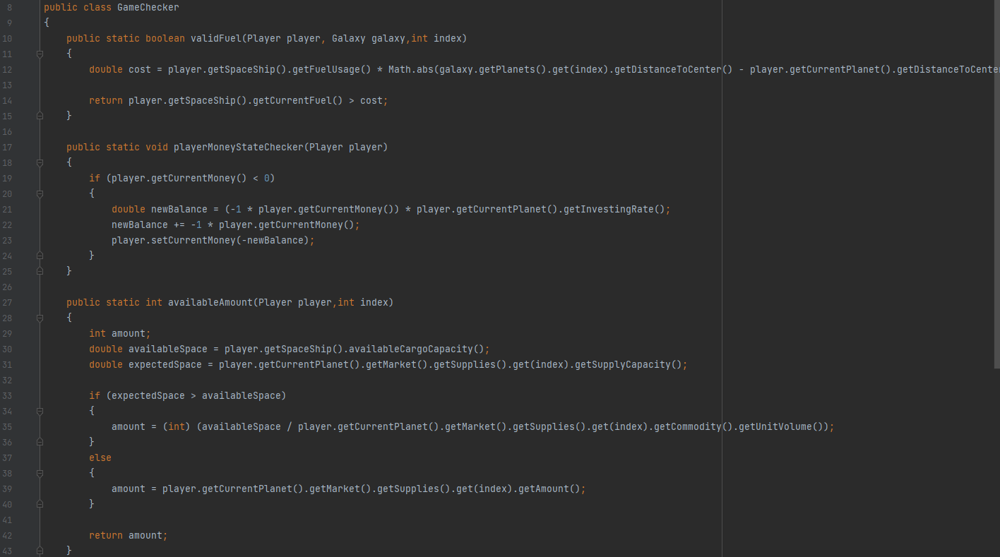 8 public class GameChecker
9 {
10 public static boolean validFuel(Player player, Galaxy galaxy,int index)
11 {
12 double cost = player.getSpaceShip().getFuelUsage() * Math.abs(galaxy.getPlanets().get(index).getDistanceToCenter() - player.getCurrentPlanet().getDistanceToCenter
13
14 return player.getSpaceShip().getCurrentFuel() > cost;
15 }
16
17 public static void playerMoneyStateChecker(Player player)
18 {
19 if (player.getCurrentMoney() < 0)
20 {
21 double newBalance = (-1 * player.getCurrentMoney()) * player.getCurrentPlanet().getInvestingRate();
22 newBalance += -1 * player.getCurrentMoney();
23 player.setCurrentMoney(-newBalance);
24 }
25 }
26
27 public static int availableAmount(Player player,int index)
28 {
29 int amount;
30 double availableSpace = player.getSpaceShip().availableCargoCapacity();
31 double expectedSpace = player.getCurrentPlanet().getMarket().getSupplies().get(index).getSupplyCapacity();
32
33 if (expectedSpace > availableSpace)
34 {
35 amount = (int) (availableSpace / player.getCurrentPlanet().getMarket().getSupplies().get(index).getCommodity().getUnitVolume());
36 }
37 else
38 {
39 amount = player.getCurrentPlanet().getMarket().getSupplies().get(index).getAmount();
40 }
41
42 return amount;
43 }